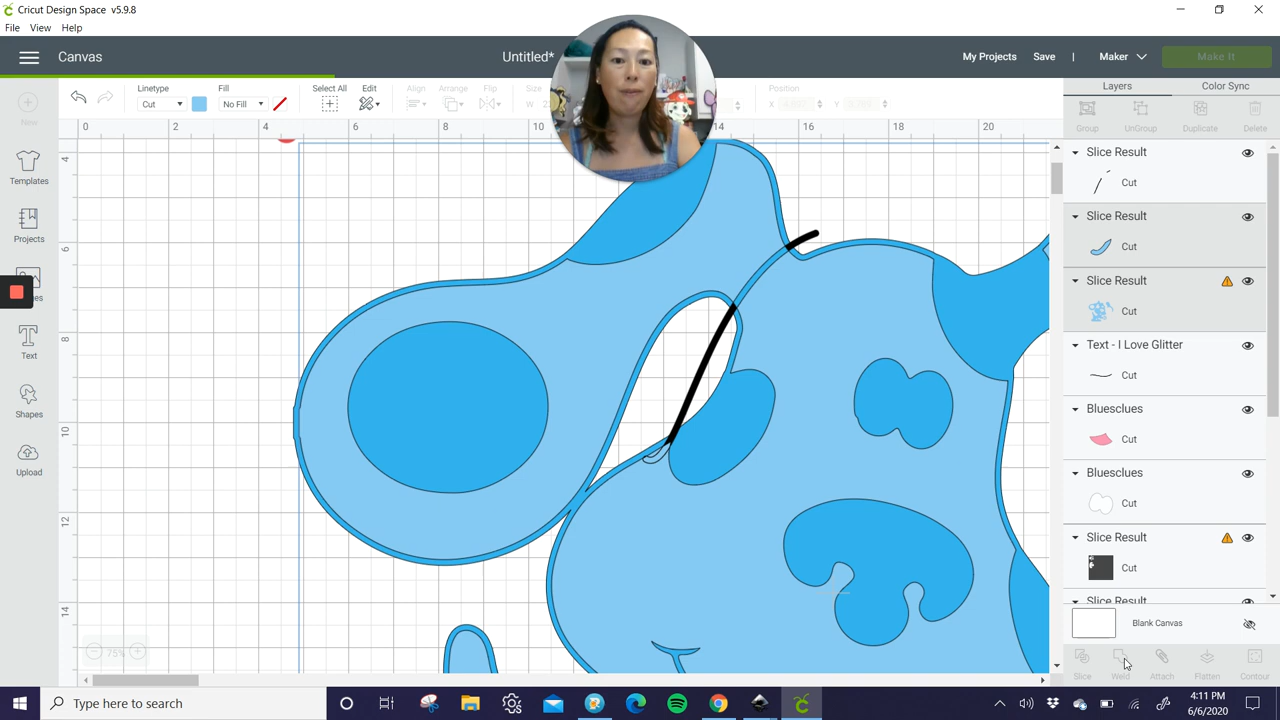 Cricut Design Space v5.9.8
File View Help
Canvas
Untitled*
My Projects Save | Maker Make It
Linetype Fill Select All Edit Align Arrange Flip Size Position
Cut No Fill W X Y
Layers Color Sync
Group UnGroup Duplicate Delete
New
Templates
Projects
Text
Shapes
Upload
0 2 4 6 8 10 14 16 18 20
4
6
8
10
12
14
Slice Result
Cut
Slice Result
Cut
Slice Result
Cut
Text - I Love Glitter
Cut
Bluesclues
Cut
Bluesclues
Cut
Slice Result
Cut
Slice Result
Blank Canvas
75%
Slice Weld Attach Flatten Contour
Type here to search
4:11 PM
6/6/2020